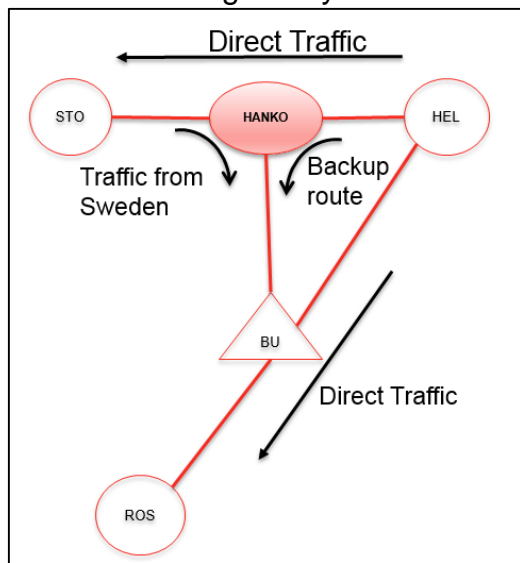 Direct Traffic
STO
HANKO
HEL
Traffic from
Sweden
Backup
route
BU
Direct Traffic
ROS